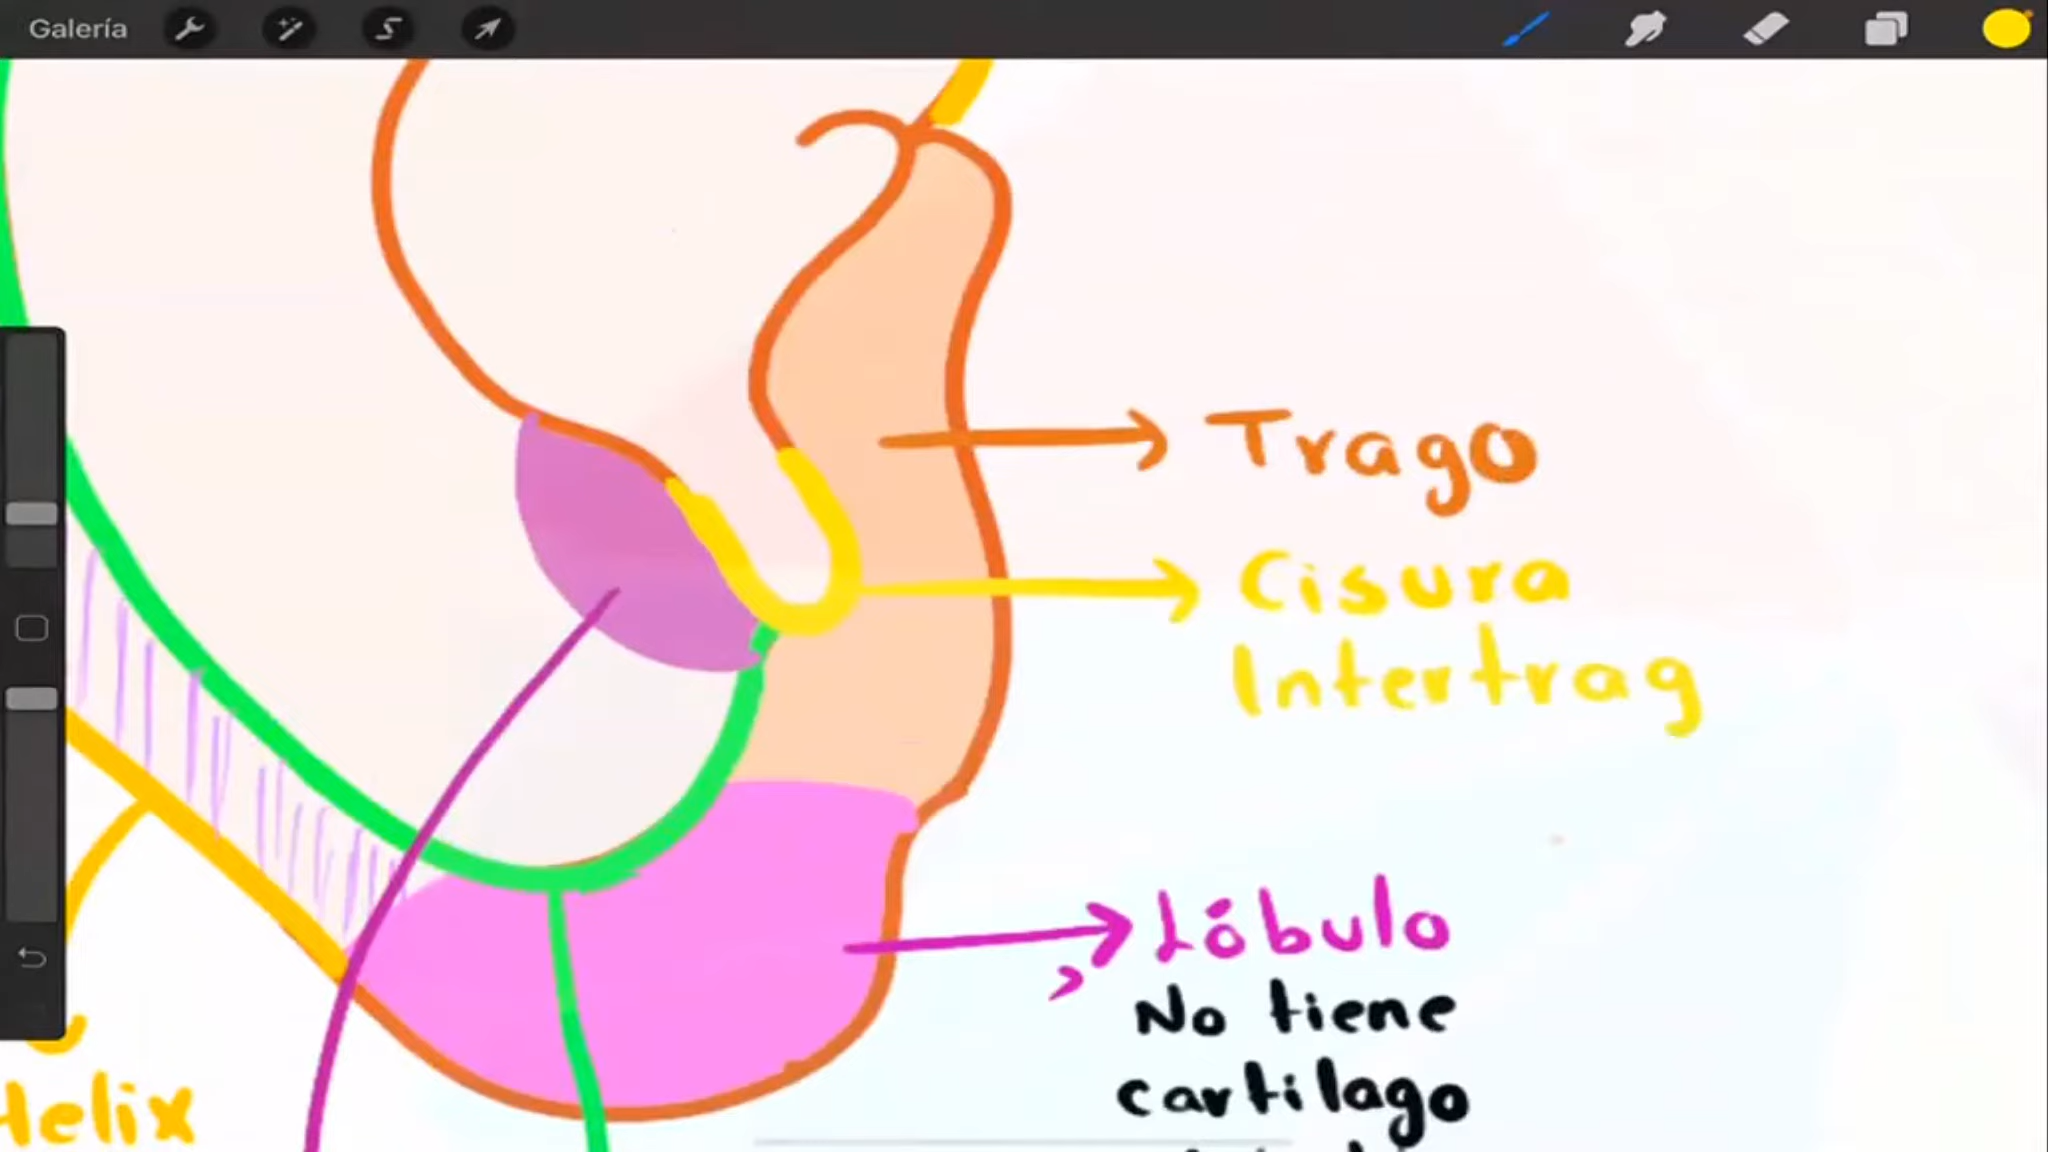 Galería
Trago
Cisura
Intertrag
Lóbulo
No tiene
cartilago
Helix